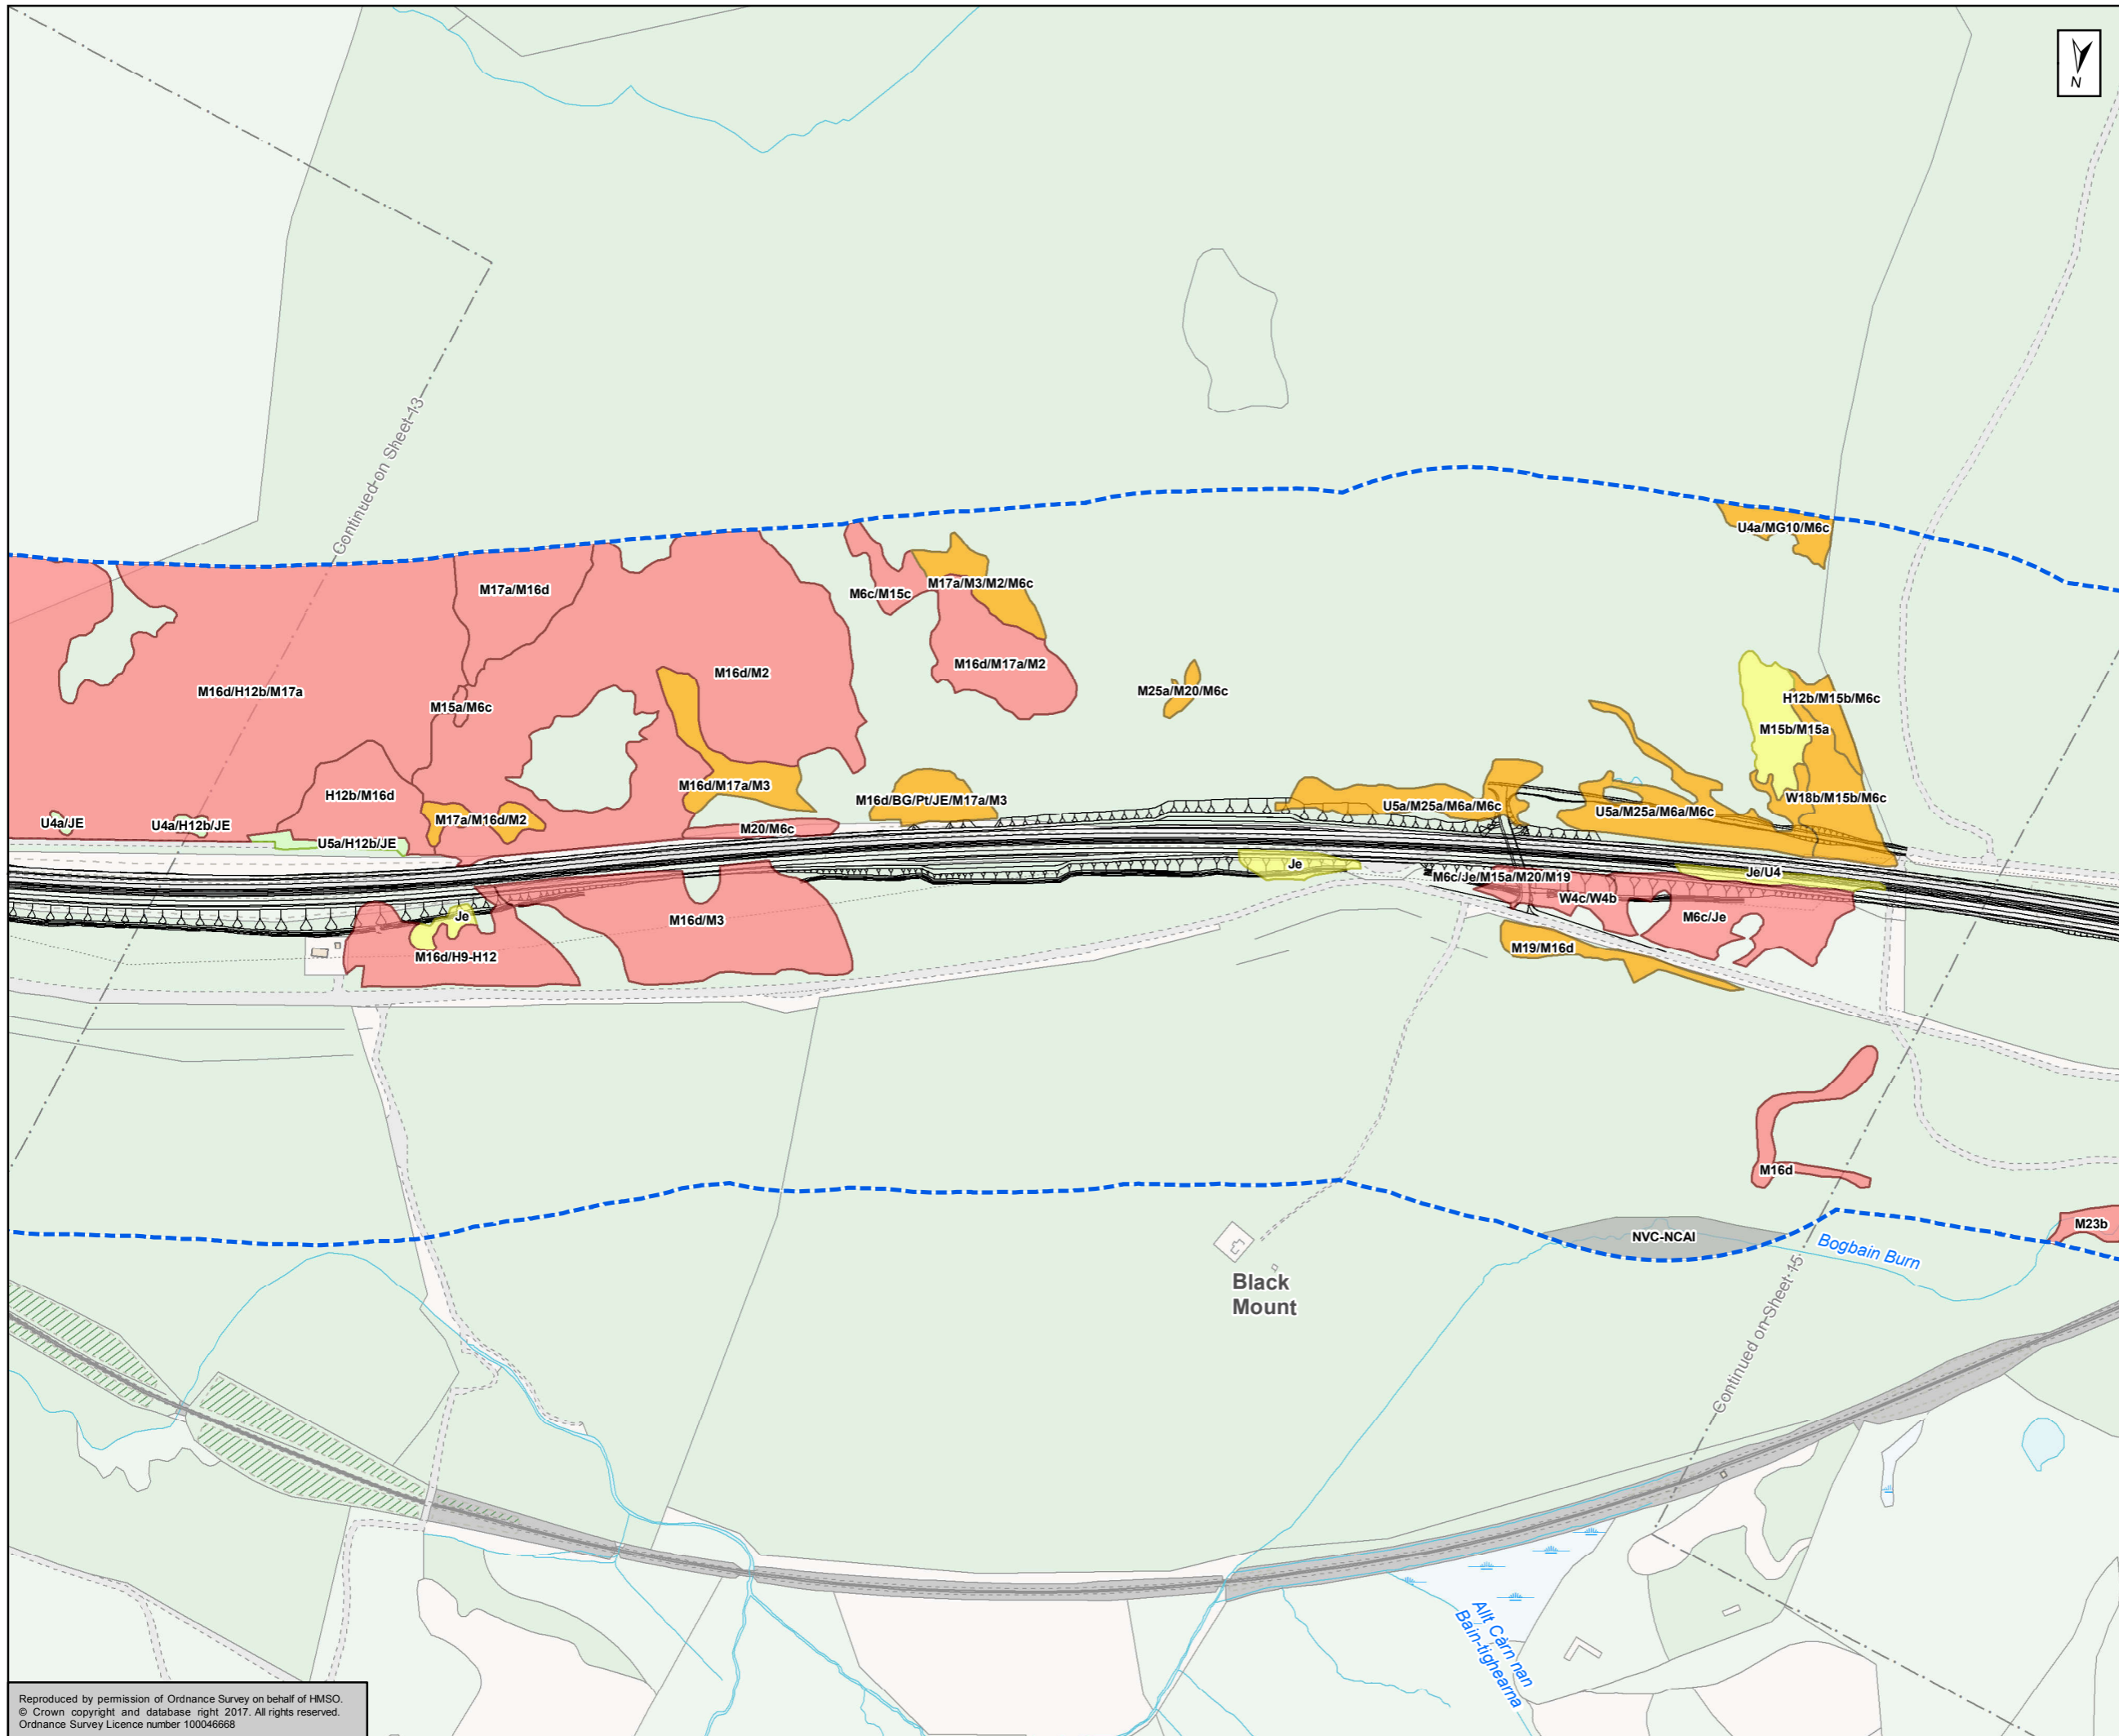 N
Continued on Sheet 13
U4a/MG10/M6c
M17a/M16d
M6c/M15c
M17a/M3/M2/M6c
M16d/M17a/M2
M16d/M2
M25a/M20/M6c
M16d/H12b/M17a
M15a/M6c
H12b/M15b/M6c
M15b/M15a
M16d/M17a/M3
H12b/M16d
M16d/BG/Pt/JE/M17a/M3
U5a/M25a/M6a/M6c
U5a/M25a/M6a/M6c
W18b/M15b/M6c
U4a/JE
U4a/H12b/JE
M17a/M16d/M2
M20/M6c
U5a/H12b/JE
Je
M6c/Je/M15a/M20/M19
Je/U4
W4c/W4b
Je
M16d/M3
M6c/Je
M16d/H9-H12
M19/M16d
M16d
M23b
NVC-NCAI
Bogbain Burn
Black
Mount
Continued on Sheet 15
Allt Càrn nan
Bain-tighearna
Reproduced by permission of Ordnance Survey on behalf of HMSO.
© Crown copyright and database right 2017. All rights reserved.
Ordnance Survey Licence number 100046668